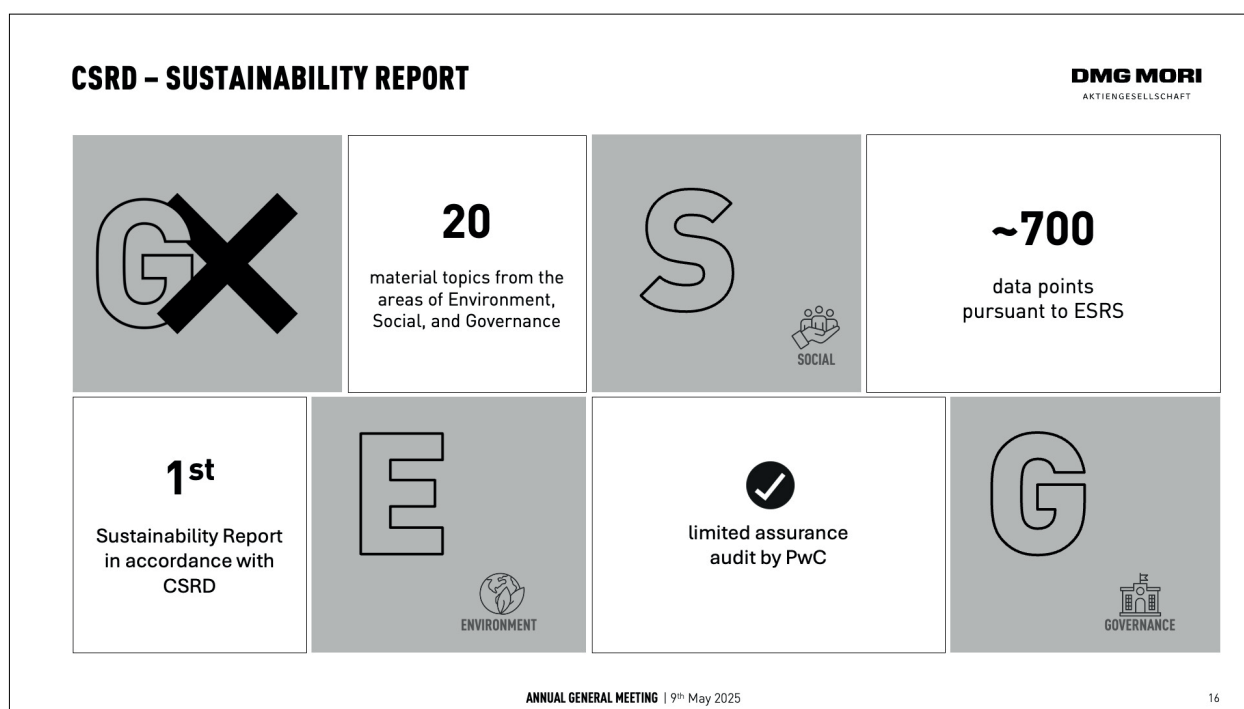 CSRD – SUSTAINABILITY REPORT
DMG MORI
AKTIENGESELLSCHAFT
GX
20
material topics from the
areas of Environment,
Social, and Governance
S
SOCIAL
~700
data points
pursuant to ESRS
1st
Sustainability Report
in accordance with
CSRD
E
ENVIRONMENT
limited assurance
audit by PwC
G
GOVERNANCE
ANNUAL GENERAL MEETING | 9th May 2025
16